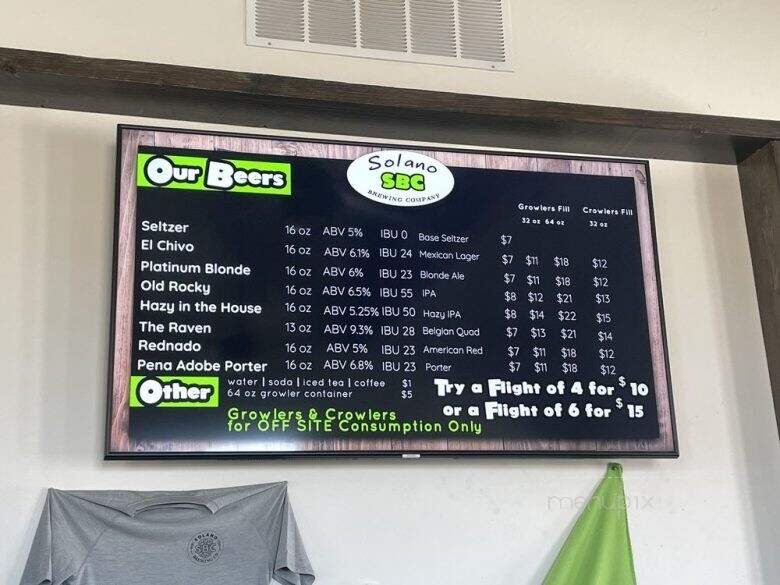 Our Beers
Solano
SBC
BREWING COMPANY
Growlers Fill Crowlers Fill
32 oz 64 oz 32 oz
Seltzer 16 oz ABV 5% IBU 0 Base Seltzer $7
El Chivo 16 oz ABV 6.1% IBU 24 Mexican Lager $7 $11 $18 $12
Platinum Blonde 16 oz ABV 6% IBU 23 Blonde Ale $7 $11 $18 $12
Old Rocky 16 oz ABV 6.5% IBU 55 IPA $8 $12 $21 $13
Hazy in the House 16 oz ABV 5.25% IBU 50 Hazy IPA $8 $14 $22 $15
The Raven 13 oz ABV 9.3% IBU 28 Belgian Quad $7 $13 $21 $14
Rednado 16 oz ABV 5% IBU 23 American Red $7 $11 $18 $12
Pena Adobe Porter 16 oz ABV 6.8% IBU 23 Porter $7 $11 $18 $12
Other
water | soda | iced tea | coffee $1
64 oz growler container $5
Try a Flight of 4 for $10
or a Flight of 6 for $15
Growlers & Crowlers
for OFF SITE Consumption Only
SOLANO
menupix